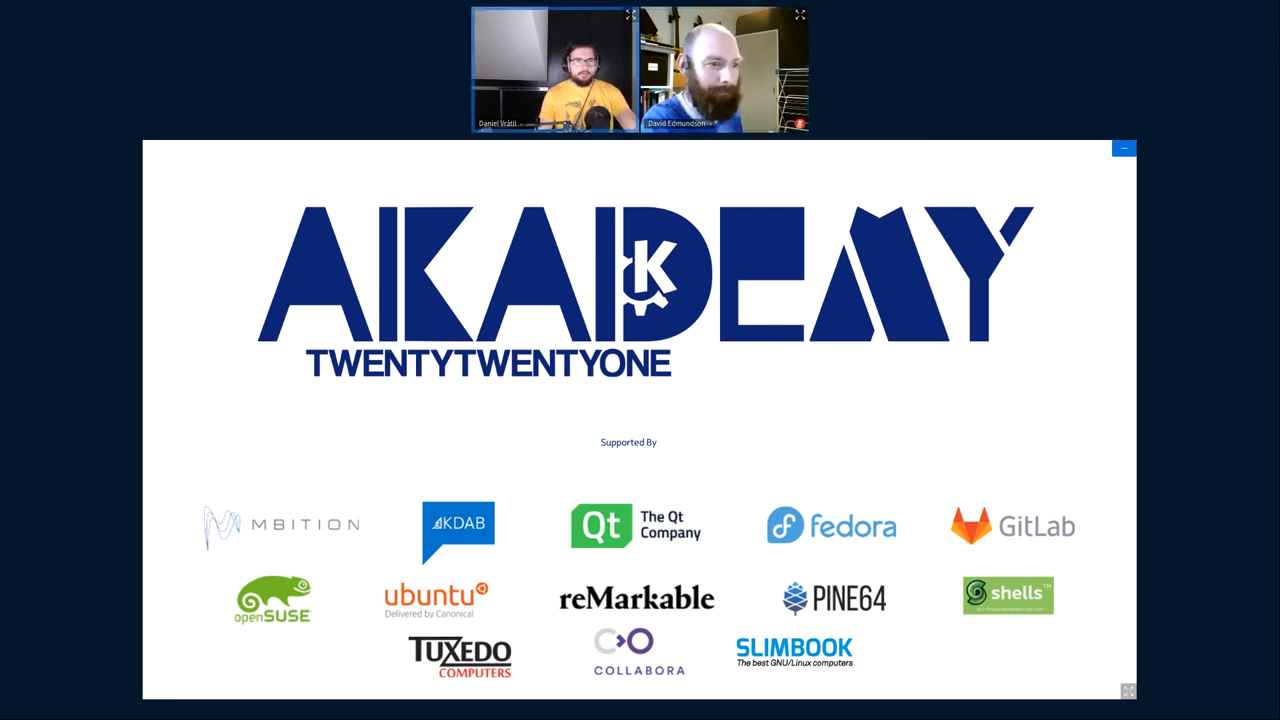 Daniel Vrátil
David Edmundson
AKADEMY
TWENTYTWENTYONE
Supported By
MBITION
KDAB
Qt The Qt Company
fedora
GitLab
openSUSE
ubuntu
Delivered by Canonical
reMarkable
PINE64
shells™
TUXEDO
COMPUTERS
COLLABORA
SLIMBOOK
The best GNU/Linux computers